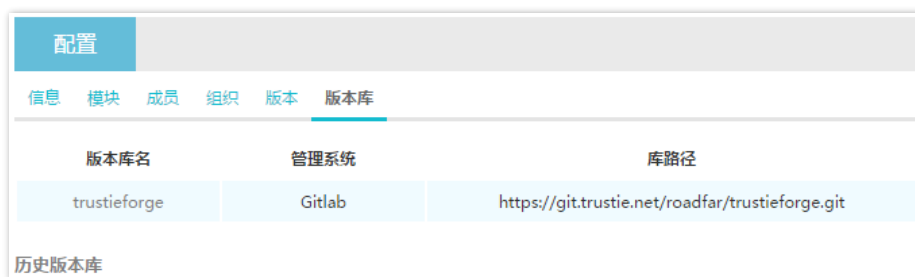 配置
信息 模块 成员 组织 版本 版本库
版本库名 管理系统 库路径
trustieforge Gitlab https://git.trustie.net/roadfar/trustieforge.git
历史版本库